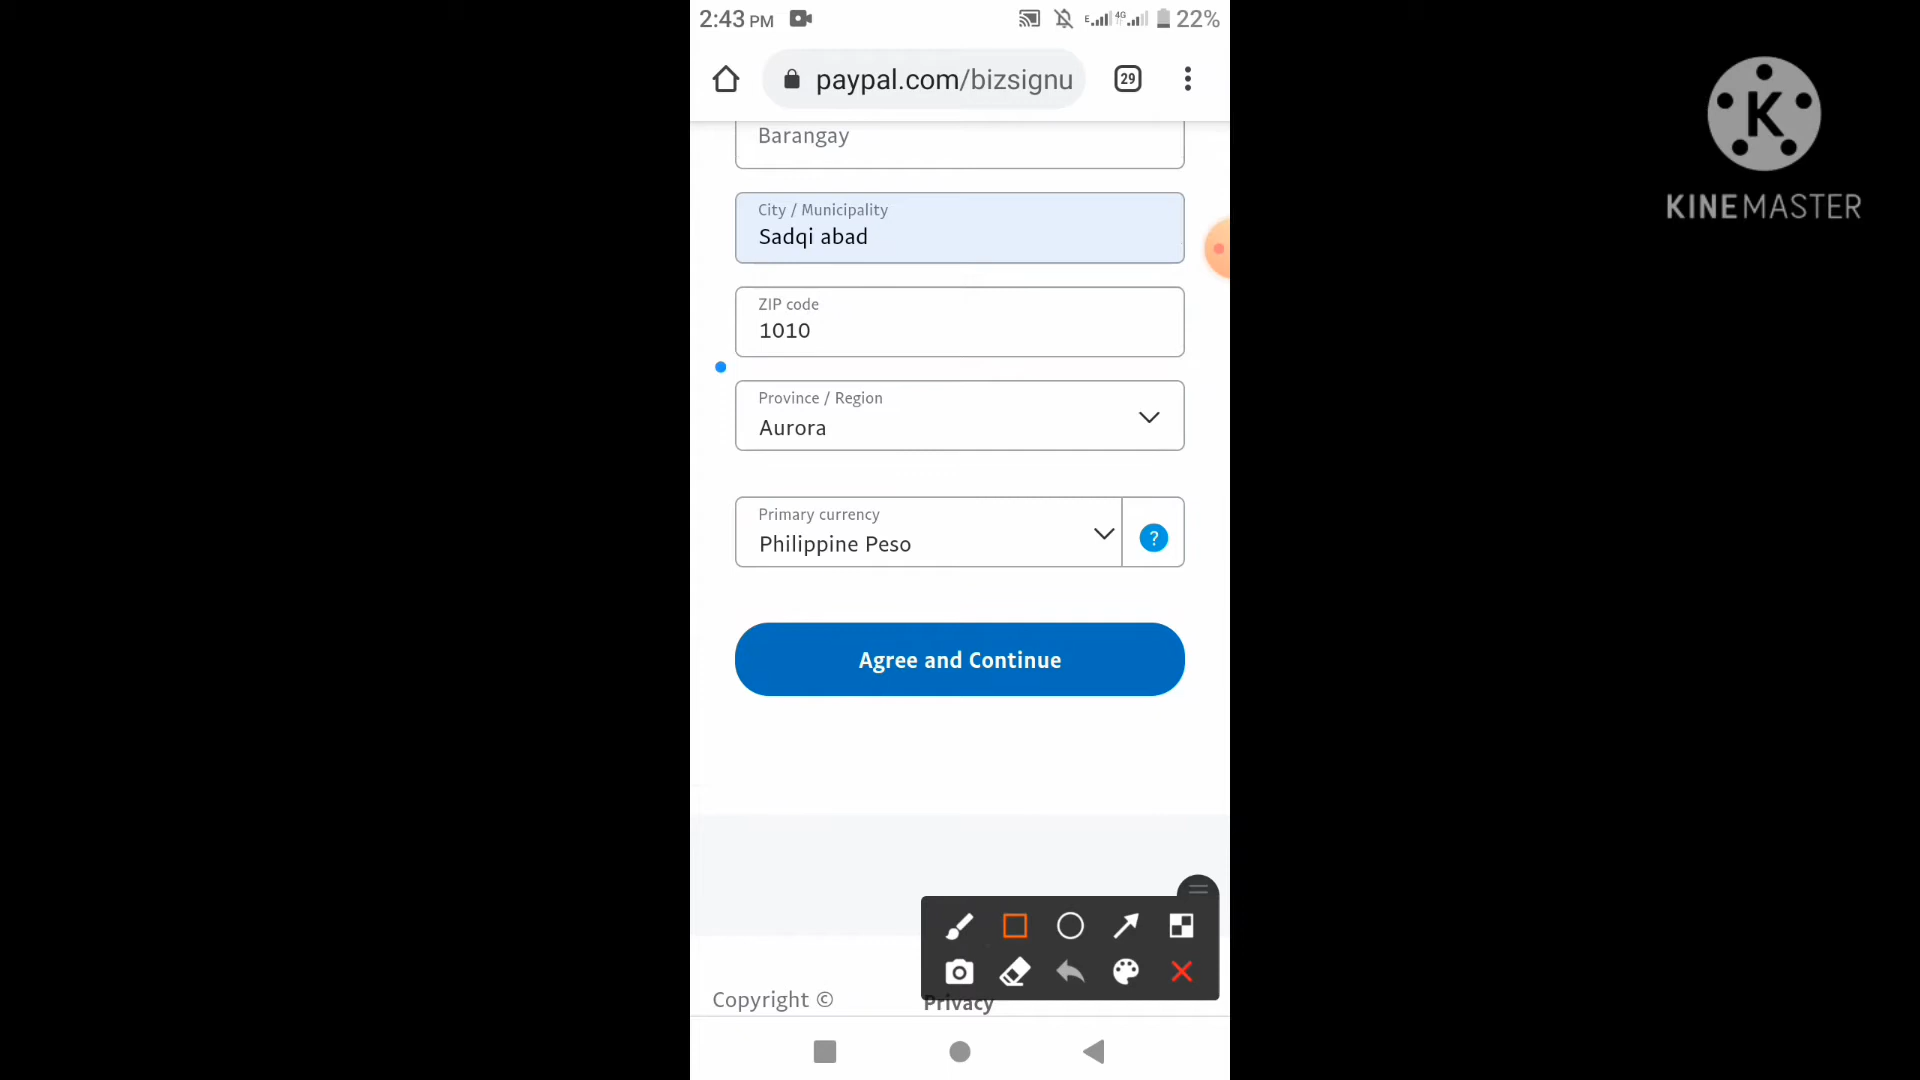 2:43 PM
E 4G 22%
paypal.com/bizsignu
29
Barangay
City / Municipality
Sadqi abad
ZIP code
1010
Province / Region
Aurora
Primary currency
Philippine Peso
?
Agree and Continue
Copyright ©
Privacy
K
KINEMASTER